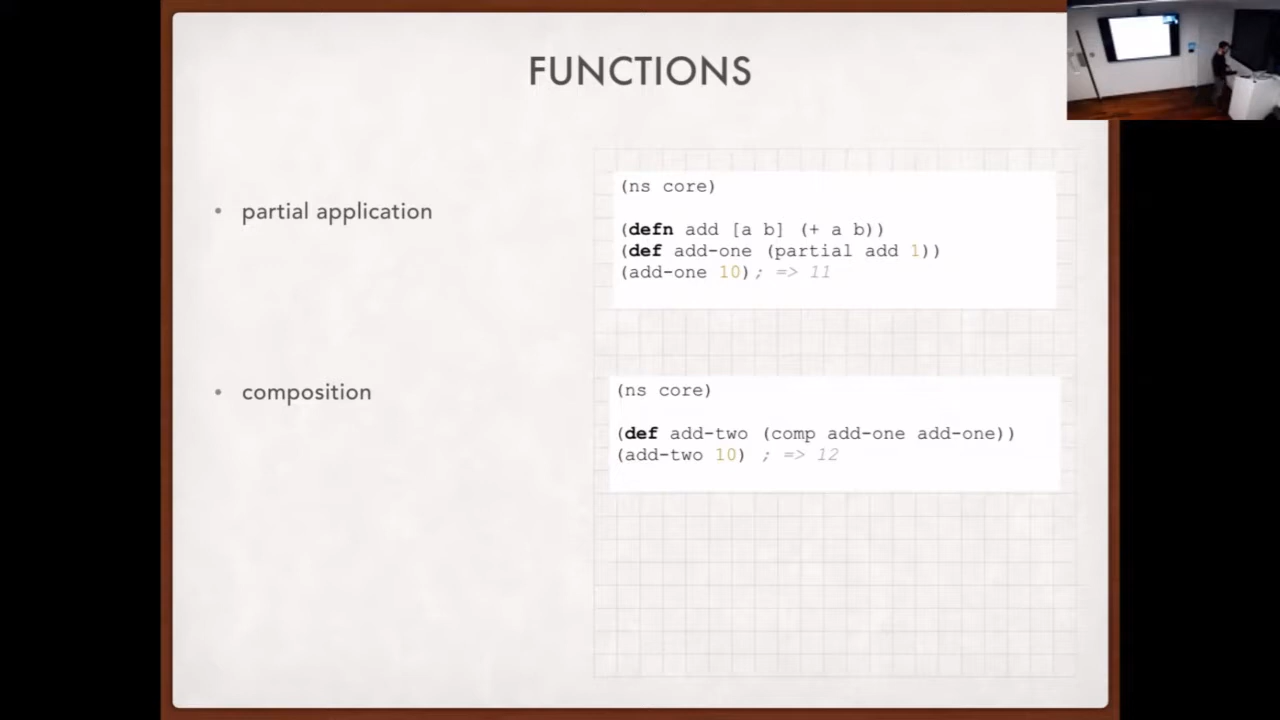 FUNCTIONS
• partial application
(ns core)
(defn add [a b] (+ a b))
(def add-one (partial add 1))
(add-one 10); => 11
• composition
(ns core)
(def add-two (comp add-one add-one))
(add-two 10) ; => 12